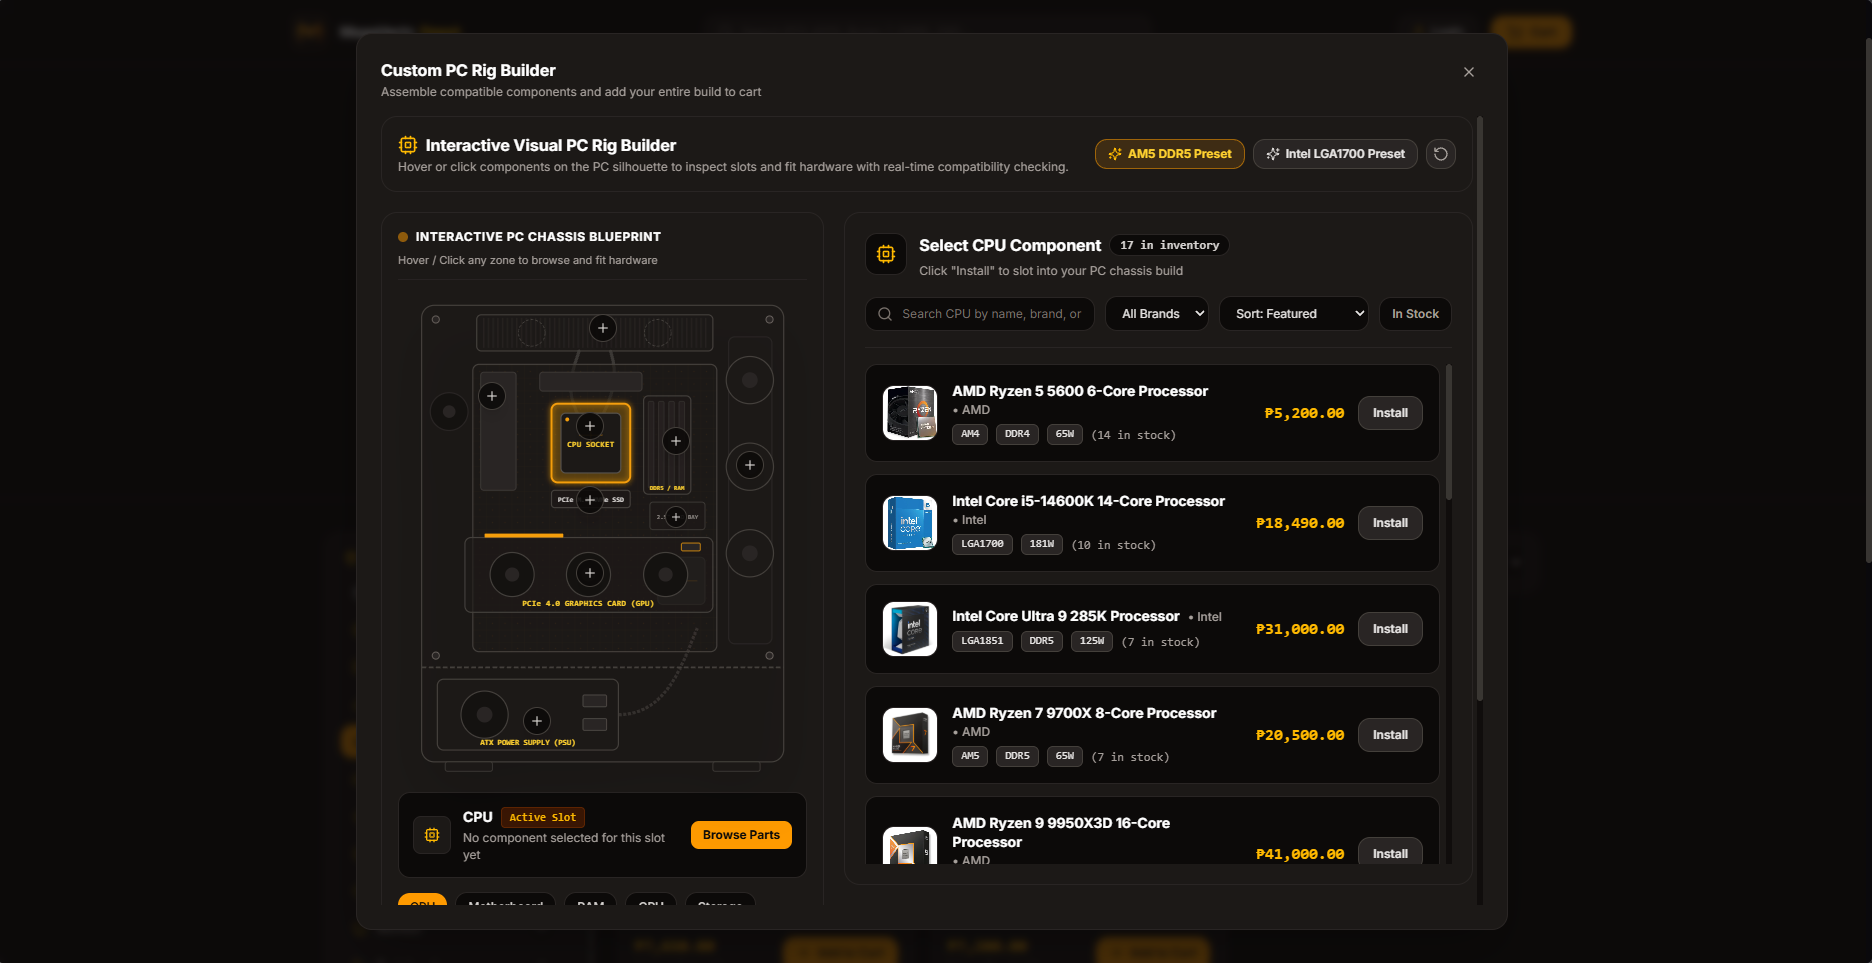 Custom PC Rig Builder
Assemble compatible components and add your entire build to cart
Interactive Visual PC Rig Builder
Hover or click components on the PC silhouette to inspect slots and fit hardware with real-time compatibility checking.
AM5 DDR5 Preset
Intel LGA1700 Preset
INTERACTIVE PC CHASSIS BLUEPRINT
Hover / Click any zone to browse and fit hardware
CPU SOCKET
PCIe
SSD
DDR5 / RAM
BAY
PCIe 4.0 GRAPHICS CARD (GPU)
ATX POWER SUPPLY (PSU)
CPU
Active Slot
No component selected for this slot
yet
Browse Parts
CPU
Motherboard
RAM
GPU
Storage
Select CPU Component
17 in inventory
Click "Install" to slot into your PC chassis build
Search CPU by name, brand, or
All Brands
Sort: Featured
In Stock
AMD Ryzen 5 5600 6-Core Processor
• AMD
AM4
DDR4
65W
(14 in stock)
₱5,200.00
Install
Intel Core i5-14600K 14-Core Processor
• Intel
LGA1700
181W
(10 in stock)
₱18,490.00
Install
Intel Core Ultra 9 285K Processor • Intel
LGA1851
DDR5
125W
(7 in stock)
₱31,000.00
Install
AMD Ryzen 7 9700X 8-Core Processor
• AMD
AM5
DDR5
65W
(7 in stock)
₱20,500.00
Install
AMD Ryzen 9 9950X3D 16-Core
Processor
• AMD
₱41,000.00
Install